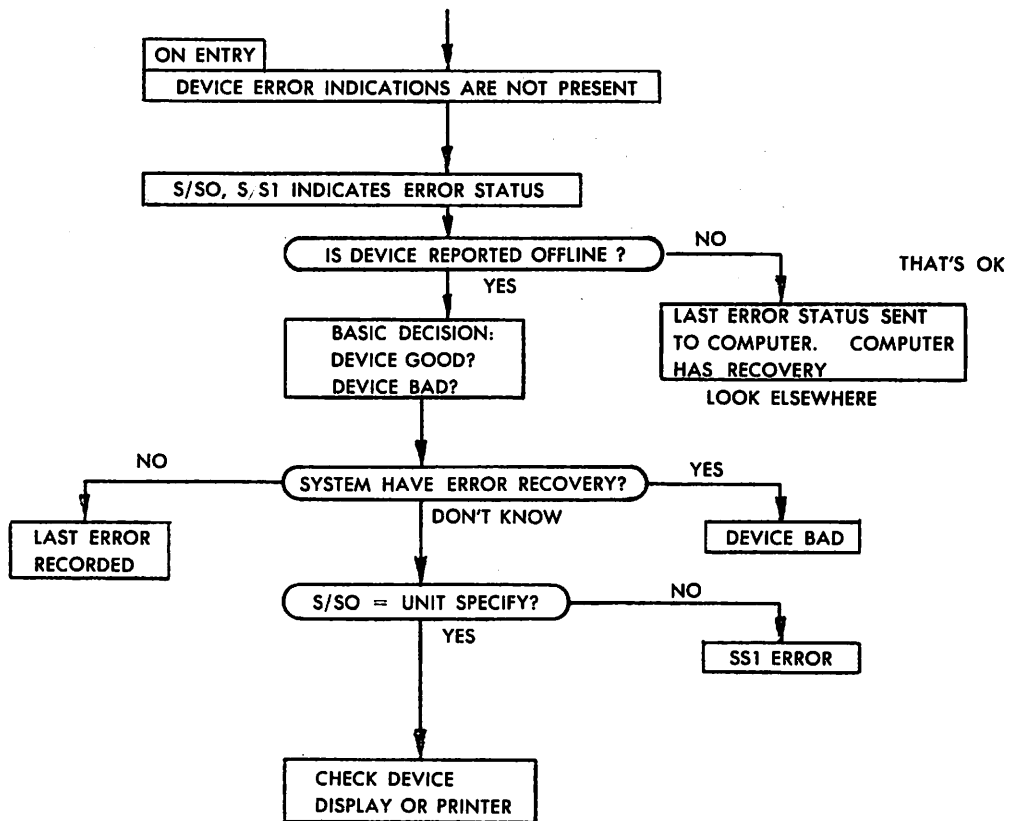 ON ENTRY
DEVICE ERROR INDICATIONS ARE NOT PRESENT
S/SO, S/S1 INDICATES ERROR STATUS
IS DEVICE REPORTED OFFLINE ?
NO
THAT'S OK
YES
LAST ERROR STATUS SENT
TO COMPUTER. COMPUTER
HAS RECOVERY
LOOK ELSEWHERE
BASIC DECISION:
DEVICE GOOD?
DEVICE BAD?
NO
SYSTEM HAVE ERROR RECOVERY?
YES
DON'T KNOW
LAST ERROR
RECORDED
DEVICE BAD
S/SO = UNIT SPECIFY?
NO
YES
SS1 ERROR
CHECK DEVICE
DISPLAY OR PRINTER